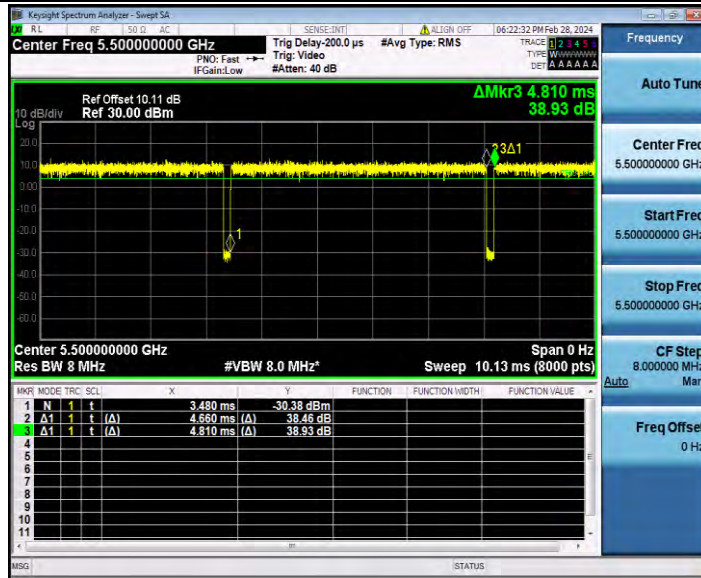 Keysight Spectrum Analyzer - Swept SA
RL RF 50 Ω AC SENSE:INT ALIGN OFF 06:22:32 PM Feb 28, 2024
Center Freq 5.500000000 GHz
PNO: Fast
IFGain:Low
Trig Delay-200.0 µs
Trig: Video
#Atten: 40 dB
#Avg Type: RMS
TRACE 1 2 3 4 5 6
TYPE W
DET A A A A A A
Ref Offset 10.11 dB
Ref 30.00 dBm
10 dB/div
Log
ΔMkr3 4.810 ms
38.93 dB
20.0
10.0
0.00
-10.0
-20.0
-30.0
-40.0
-50.0
-60.0
1
3Δ1
Center 5.500000000 GHz
Span 0 Hz
Res BW 8 MHz
#VBW 8.0 MHz*
Sweep 10.13 ms (8000 pts)
MKR MODE TRC SCL X Y FUNCTION FUNCTION WIDTH FUNCTION VALUE
1 N 1 t 3.480 ms -30.38 dBm
2 Δ1 1 t (Δ) 4.660 ms (Δ) 38.46 dB
3 Δ1 1 t (Δ) 4.810 ms (Δ) 38.93 dB
4
5
6
7
8
9
10
11
MSG
STATUS
Frequency
Auto Tune
Center Freq
5.500000000 GHz
Start Freq
5.500000000 GHz
Stop Freq
5.500000000 GHz
CF Step
8.000000 MHz
Auto Man
Freq Offset
0 Hz